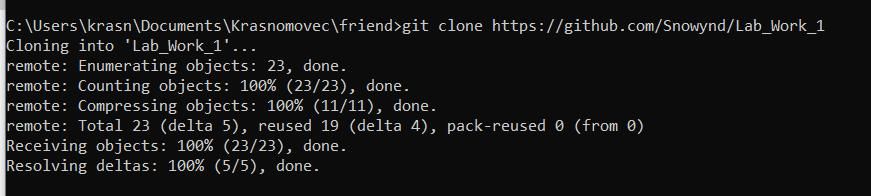 C:\Users\krasn\Documents\Krasnomovec\friend>git clone https://github.com/Snowynd/Lab_Work_1
Cloning into 'Lab_Work_1'...
remote: Enumerating objects: 23, done.
remote: Counting objects: 100% (23/23), done.
remote: Compressing objects: 100% (11/11), done.
remote: Total 23 (delta 5), reused 19 (delta 4), pack-reused 0 (from 0)
Receiving objects: 100% (23/23), done.
Resolving deltas: 100% (5/5), done.